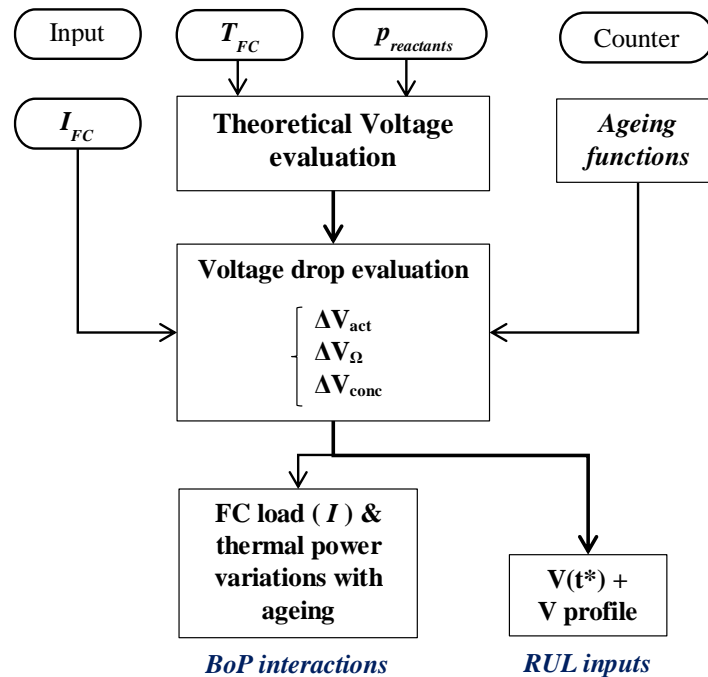 Input
T_FC
p_reactants
Counter
I_FC
Theoretical Voltage
evaluation
Ageing
functions
Voltage drop evaluation
ΔV_act
ΔV_Ω
ΔV_conc
FC load ( I ) &
thermal power
variations with
ageing
V(t*) +
V profile
BoP interactions
RUL inputs